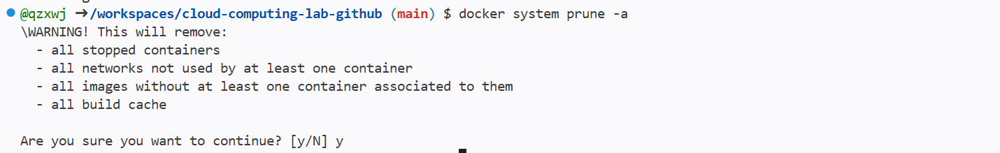 @qzxwj ➜/workspaces/cloud-computing-lab-github (main) $ docker system prune -a
\WARNING! This will remove:
  - all stopped containers
  - all networks not used by at least one container
  - all images without at least one container associated to them
  - all build cache

Are you sure you want to continue? [y/N] y